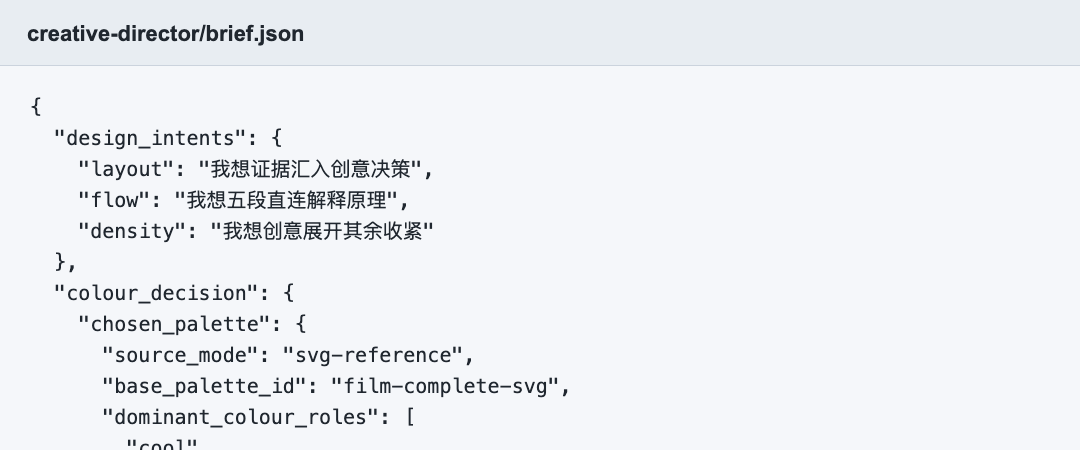 creative-director/brief.json
{
"design_intents": {
"layout": "我想证据汇入创意决策",
"flow": "我想五段直连解释原理",
"density": "我想创意展开其余收紧"
},
"colour_decision": {
"chosen_palette": {
"source_mode": "svg-reference",
"base_palette_id": "film-complete-svg",
"dominant_colour_roles": [
"cool"